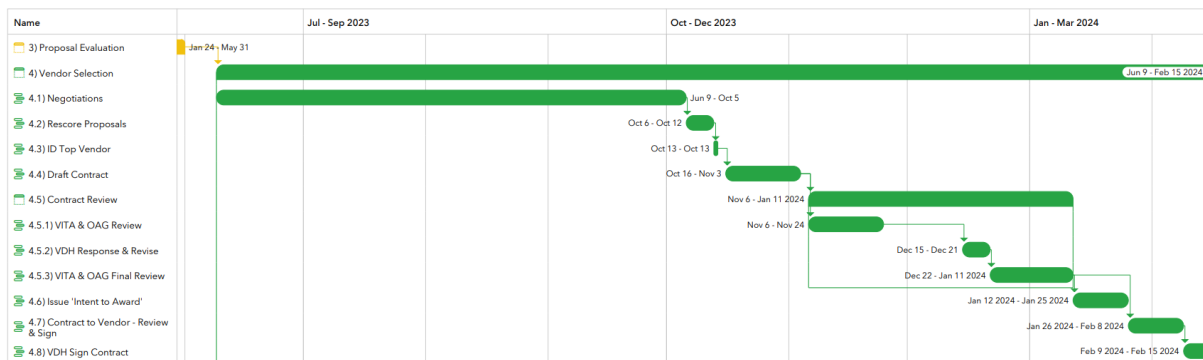 Name
Jul - Sep 2023
Oct - Dec 2023
Jan - Mar 2024
3) Proposal Evaluation
Jan 24 - May 31
4) Vendor Selection
Jun 9 - Feb 15 2024
4.1) Negotiations
Jun 9 - Oct 5
4.2) Rescore Proposals
Oct 6 - Oct 12
4.3) ID Top Vendor
Oct 13 - Oct 13
4.4) Draft Contract
Oct 16 - Nov 3
4.5) Contract Review
Nov 6 - Jan 11 2024
4.5.1) VITA & OAG Review
Nov 6 - Nov 24
4.5.2) VDH Response & Revise
Dec 15 - Dec 21
4.5.3) VITA & OAG Final Review
Dec 22 - Jan 11 2024
4.6) Issue 'Intent to Award'
Jan 12 2024 - Jan 25 2024
4.7) Contract to Vendor - Review
& Sign
Jan 26 2024 - Feb 8 2024
4.8) VDH Sign Contract
Feb 9 2024 - Feb 15 2024